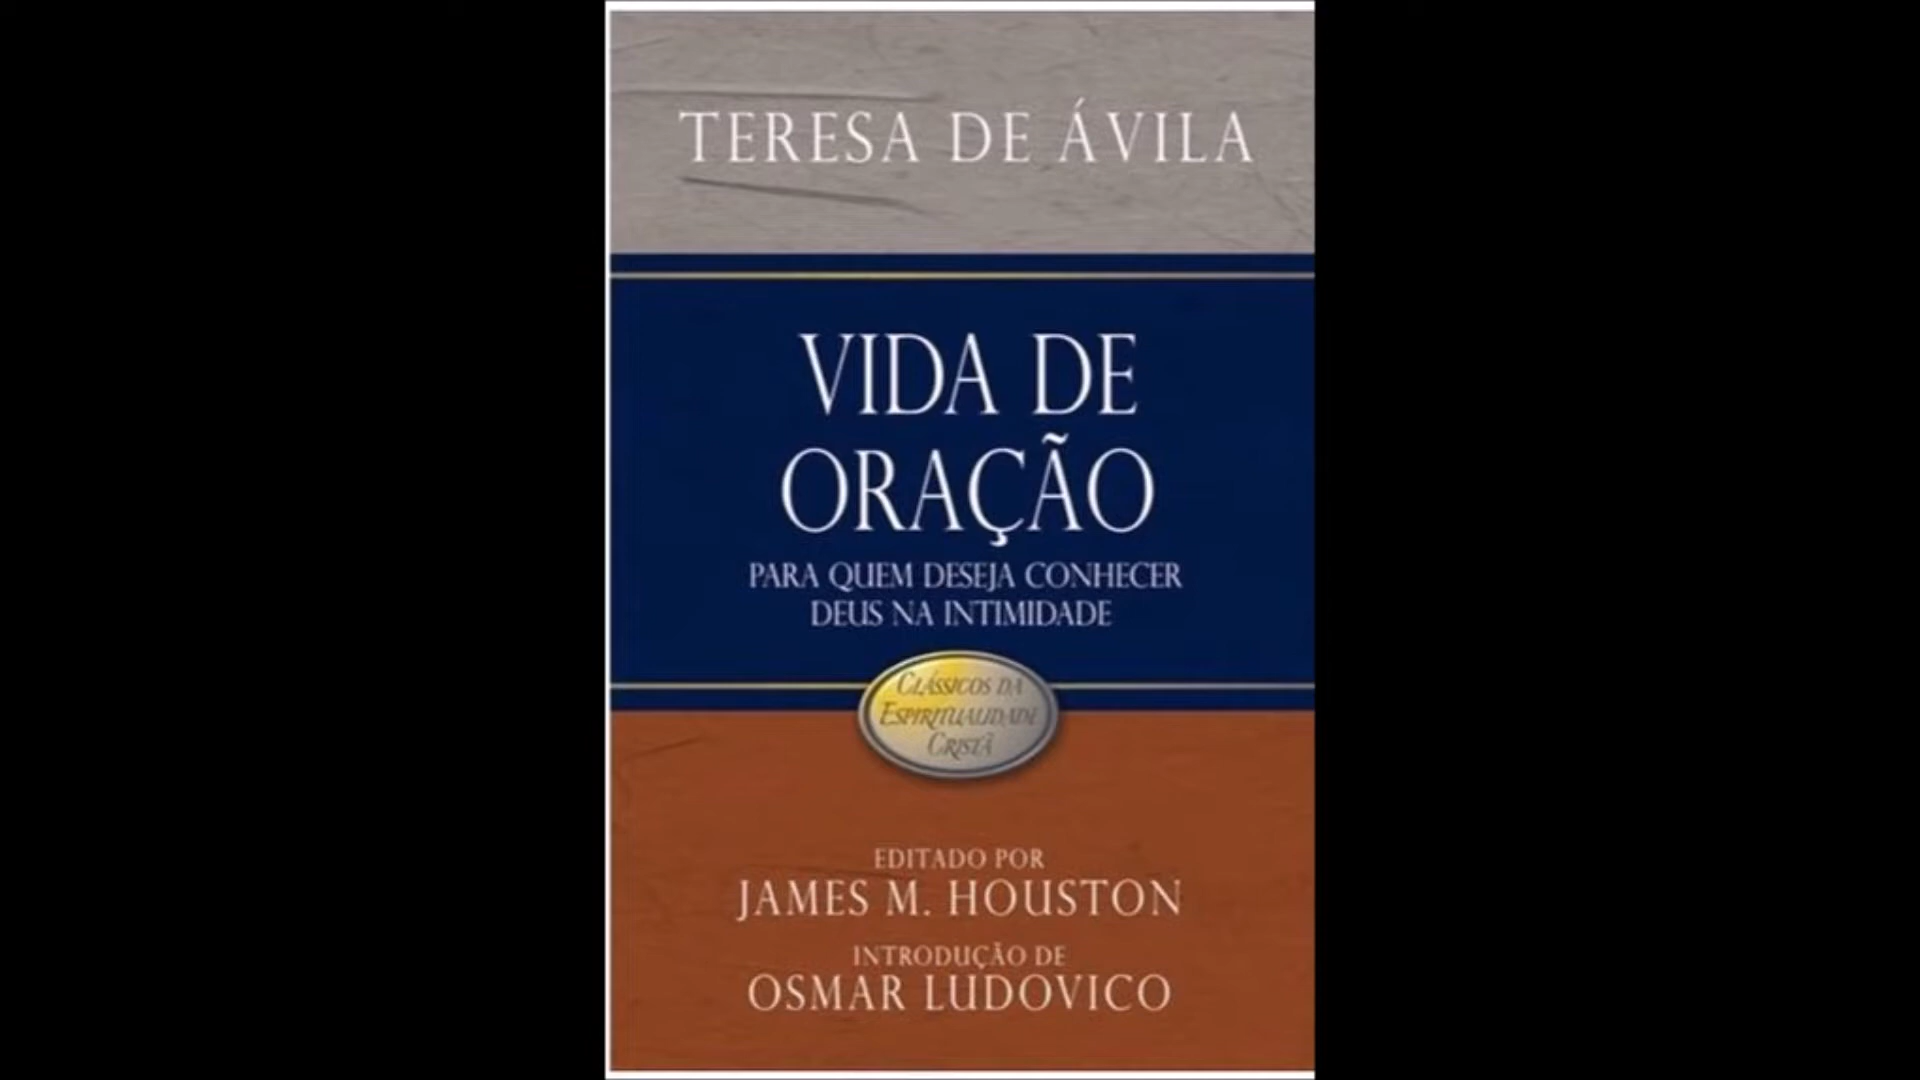 TERESA DE ÁVILA
VIDA DE
ORAÇÃO
PARA QUEM DESEJA CONHECER
DEUS NA INTIMIDADE
CLÁSSICOS DA
ESPIRITUALIDADE
CRISTÃ
EDITADO POR
JAMES M. HOUSTON
INTRODUÇÃO DE
OSMAR LUDOVICO